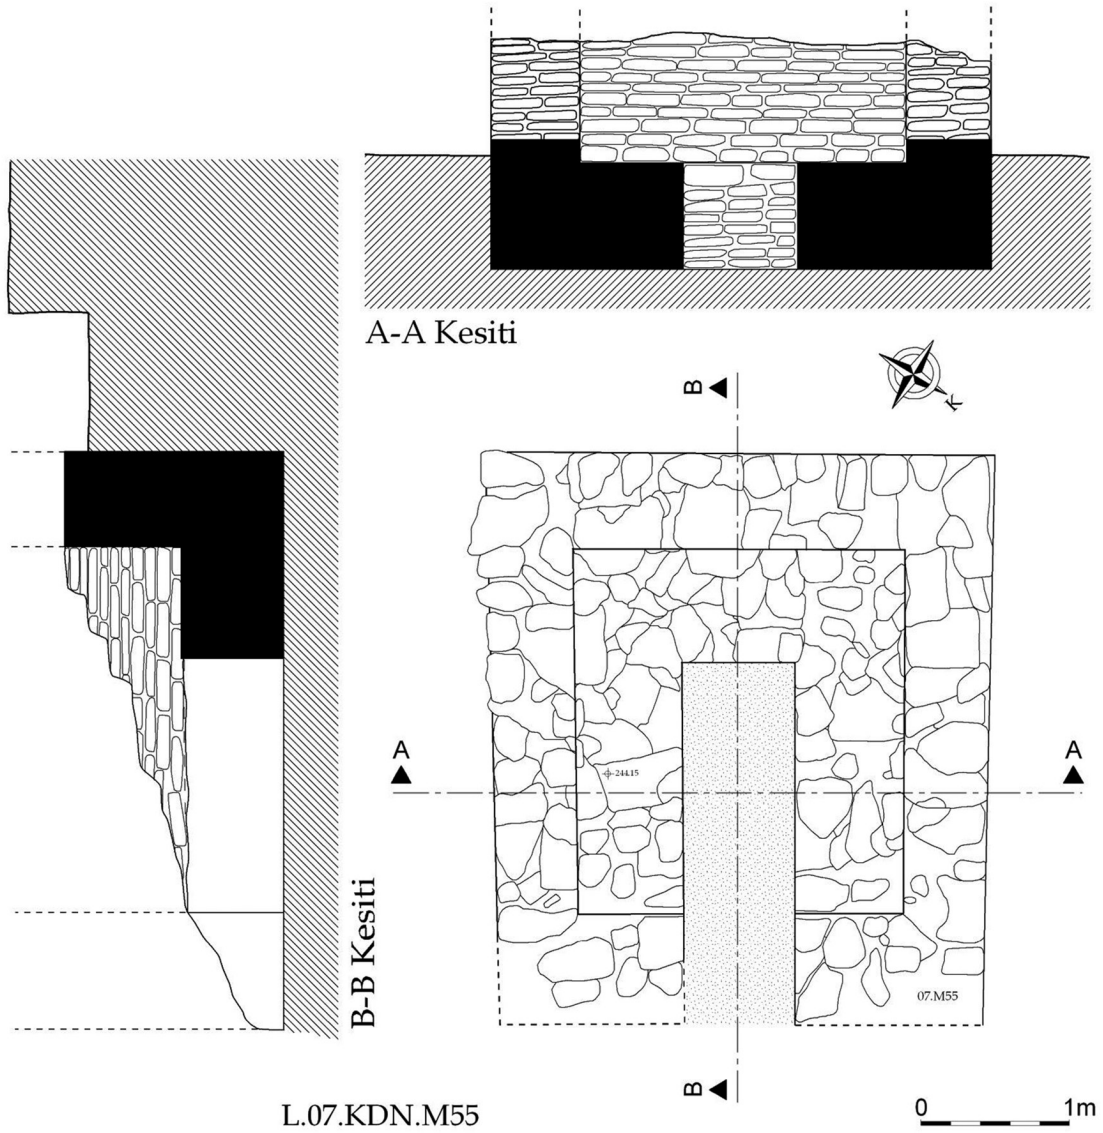 A-A Kesiti
B
K
A
A
244.15
B-B Kesiti
07.M55
B
L.07.KDN.M55
0 1m